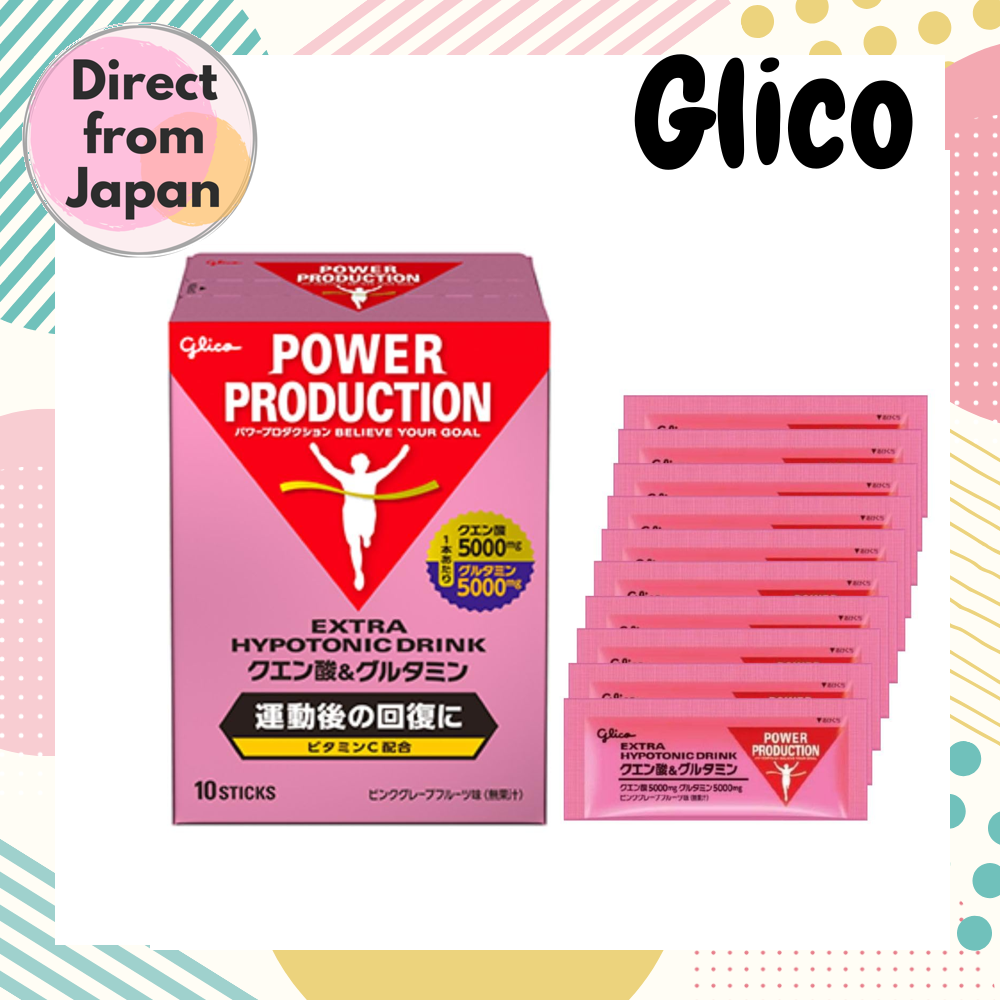 Direct
from
Japan
Glico
Glico
POWER
PRODUCTION
Glico
POWER
PRODUCTION
パワープロダクション BELIEVE YOUR GOAL
1本あたり
クエン酸
5000mg
グルタミン
5000mg
EXTRA
HYPOTONIC DRINK
クエン酸&グルタミン
運動後の回復に
ビタミンC配合
10 STICKS
ピンクグレープフルーツ味(無果汁)
▼おけぐち
Glico
EXTRA
HYPOTONIC DRINK
クエン酸&グルタミン
クエン酸5000mg グルタミン5000mg
ピンクグレープフルーツ味(無果汁)
POWER
PRODUCTION